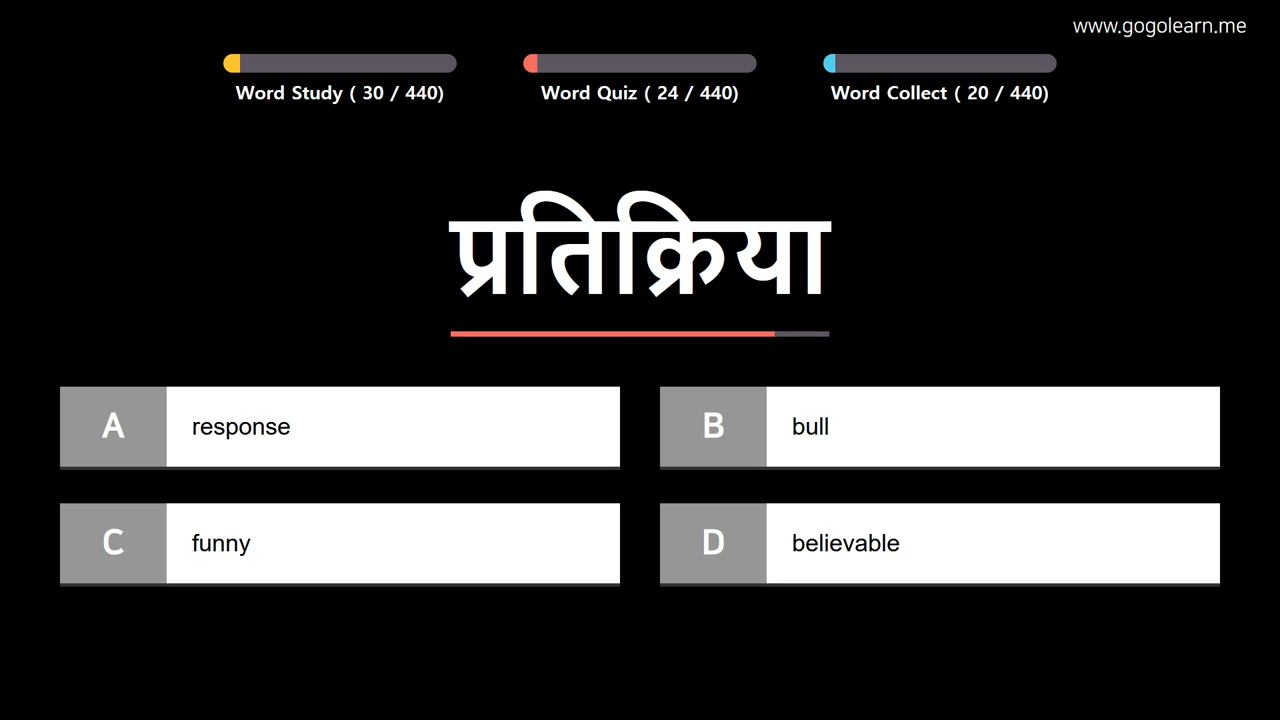 www.gogolearn.me
Word Study ( 30 / 440)
Word Quiz ( 24 / 440)
Word Collect ( 20 / 440)
प्रतिक्रिया
A response
B bull
C funny
D believable